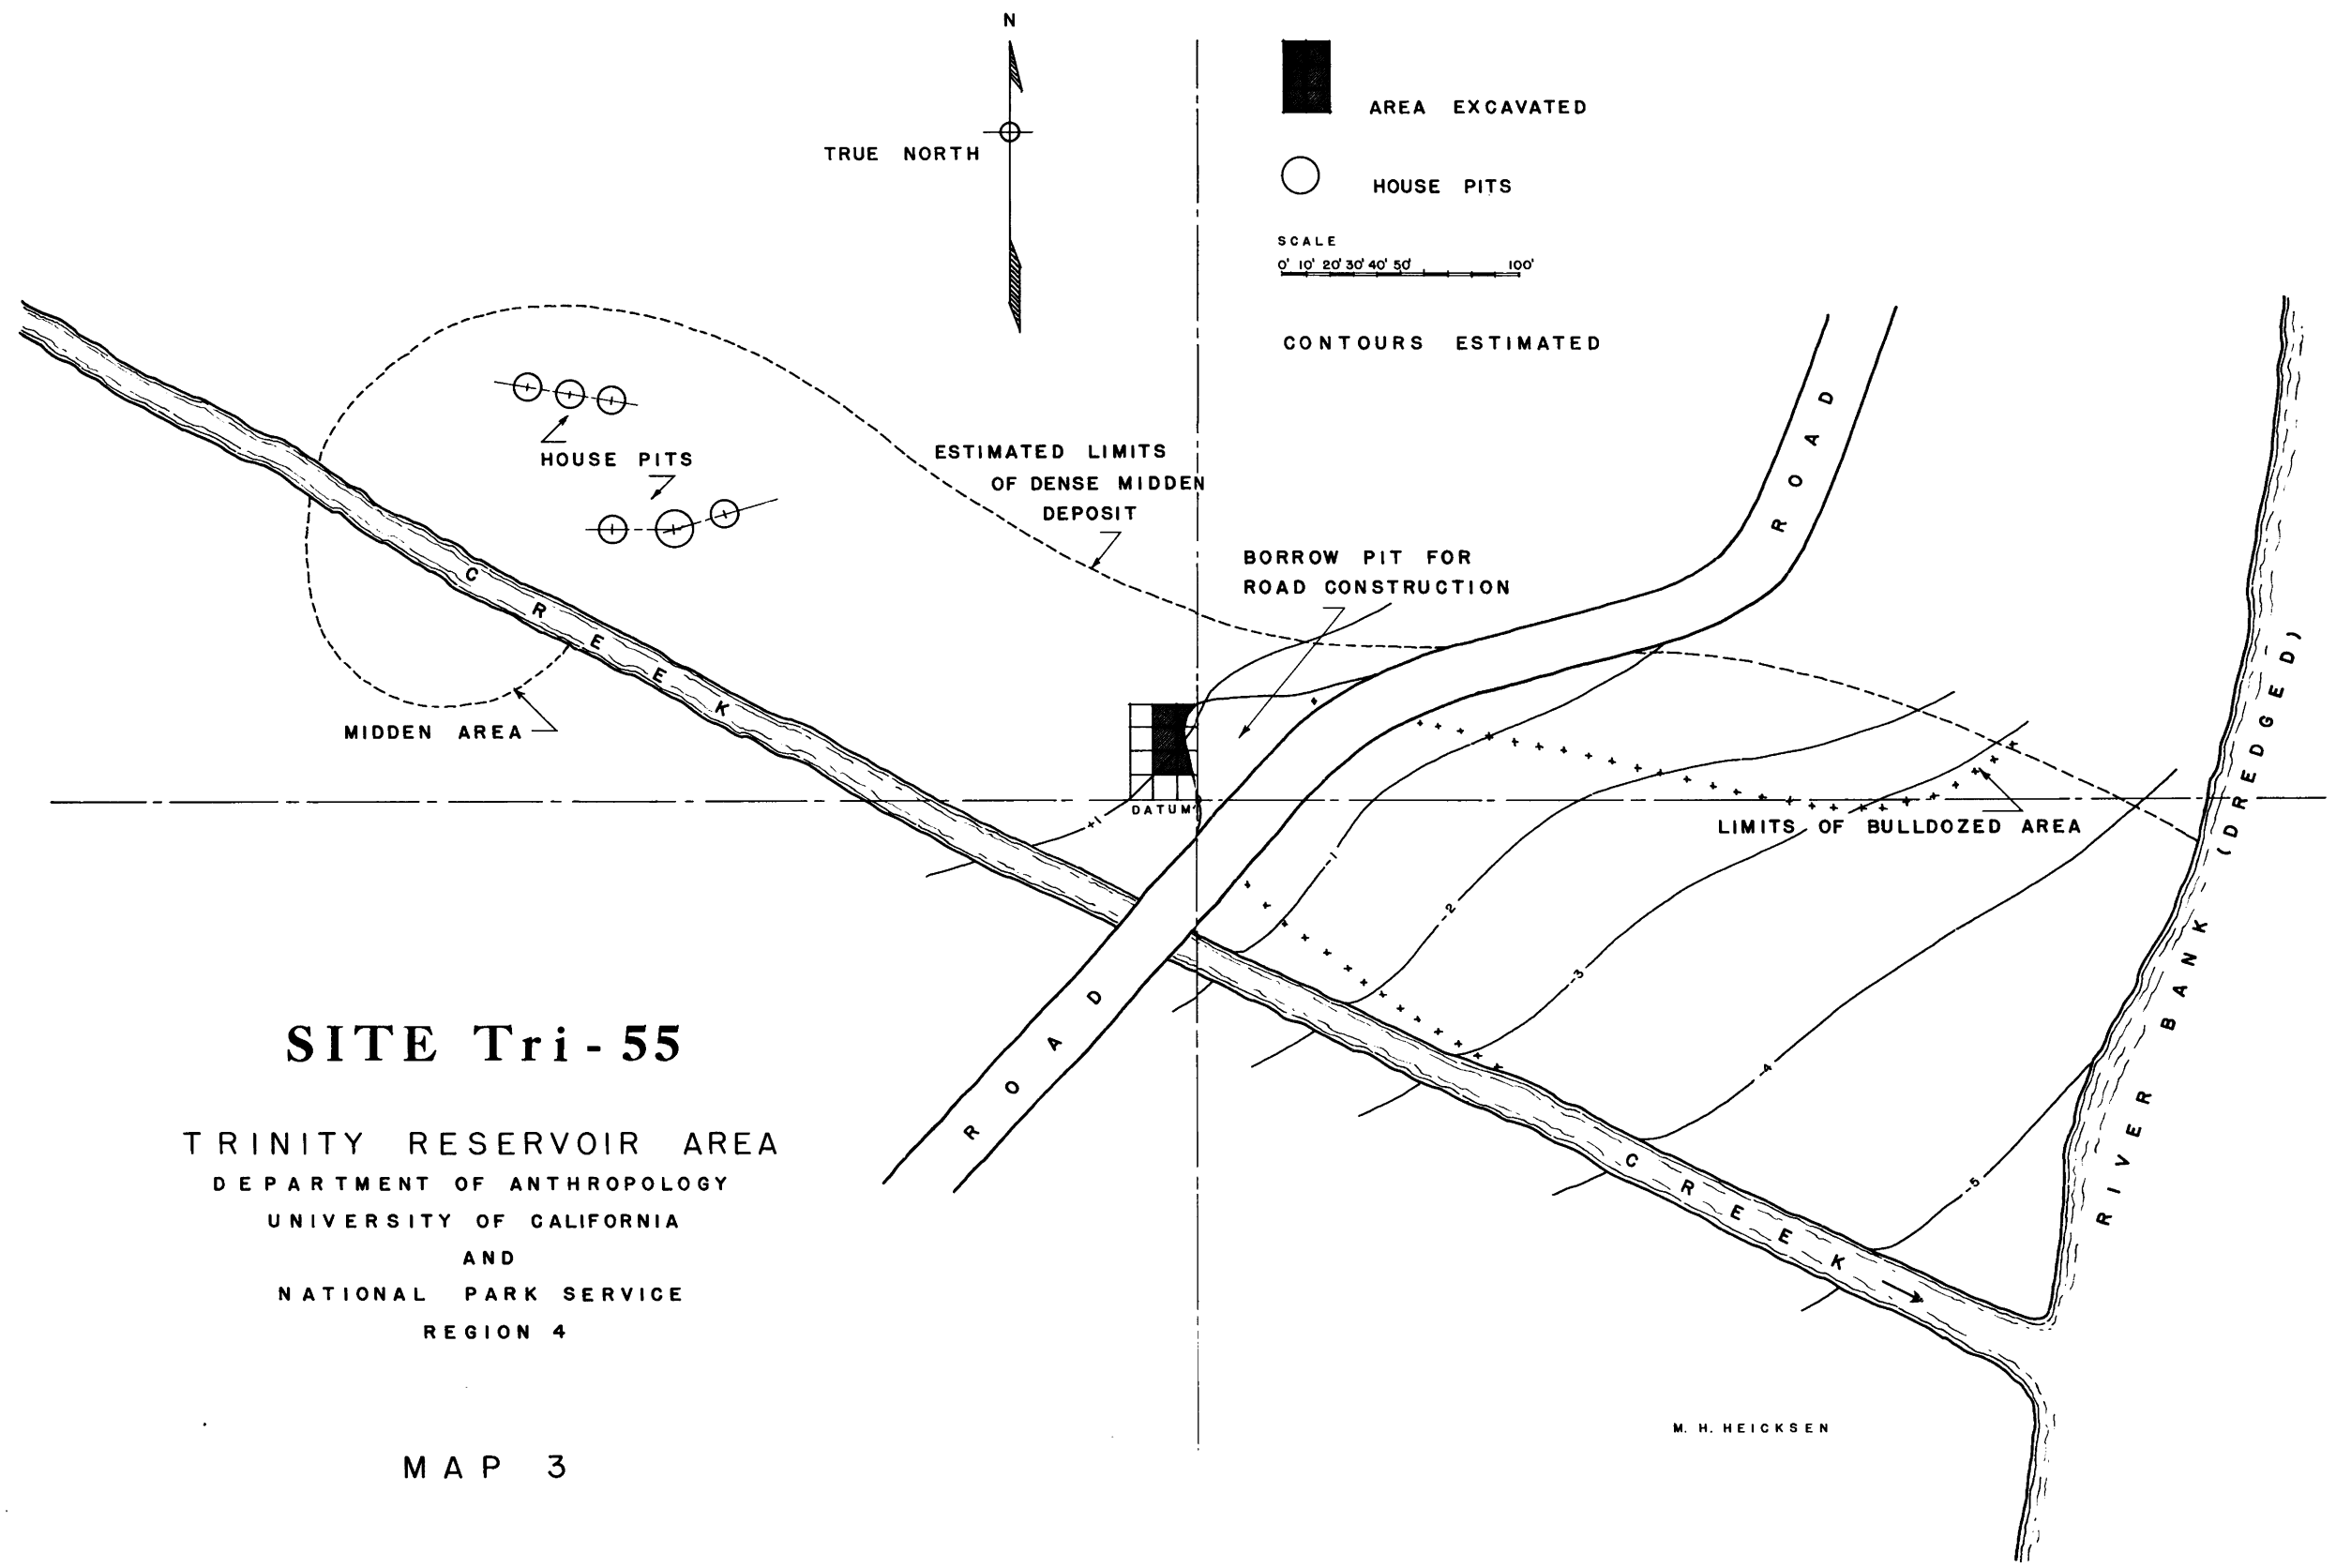 N
TRUE NORTH
AREA EXCAVATED
HOUSE PITS
SCALE
0' 10' 20' 30' 40' 50' 100'
CONTOURS ESTIMATED
ROAD
HOUSE PITS
ESTIMATED LIMITS
OF DENSE MIDDEN
DEPOSIT
BORROW PIT FOR
ROAD CONSTRUCTION
CREEK
MIDDEN AREA
DATUM
+1
-1
-2
-3
-4
-5
LIMITS OF BULLDOZED AREA
RIVER BANK (DREDGED)
ROAD
CREEK
SITE Tri-55
TRINITY RESERVOIR AREA
DEPARTMENT OF ANTHROPOLOGY
UNIVERSITY OF CALIFORNIA
AND
NATIONAL PARK SERVICE
REGION 4
MAP 3
M. H. HEICKSEN